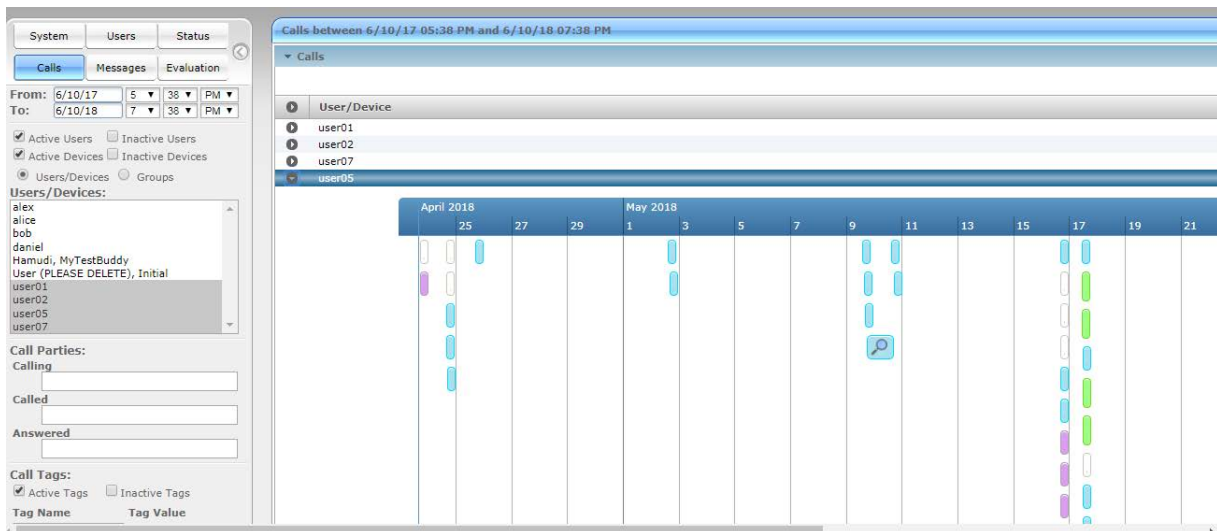 System Users Status
Calls Messages Evaluation
From: 6/10/17 5 38 PM
To: 6/10/18 7 38 PM
Active Users Inactive Users
Active Devices Inactive Devices
Users/Devices Groups
Users/Devices:
alex
alice
bob
daniel
Hamudi, MyTestBuddy
User (PLEASE DELETE), Initial
user01
user02
user05
user07
Call Parties:
Calling
Called
Answered
Call Tags:
Active Tags Inactive Tags
Tag Name Tag Value
Calls between 6/10/17 05:38 PM and 6/10/18 07:38 PM
Calls
User/Device
user01
user02
user07
user05
April 2018 May 2018
25 27 29 1 3 5 7 9 11 13 15 17 19 21